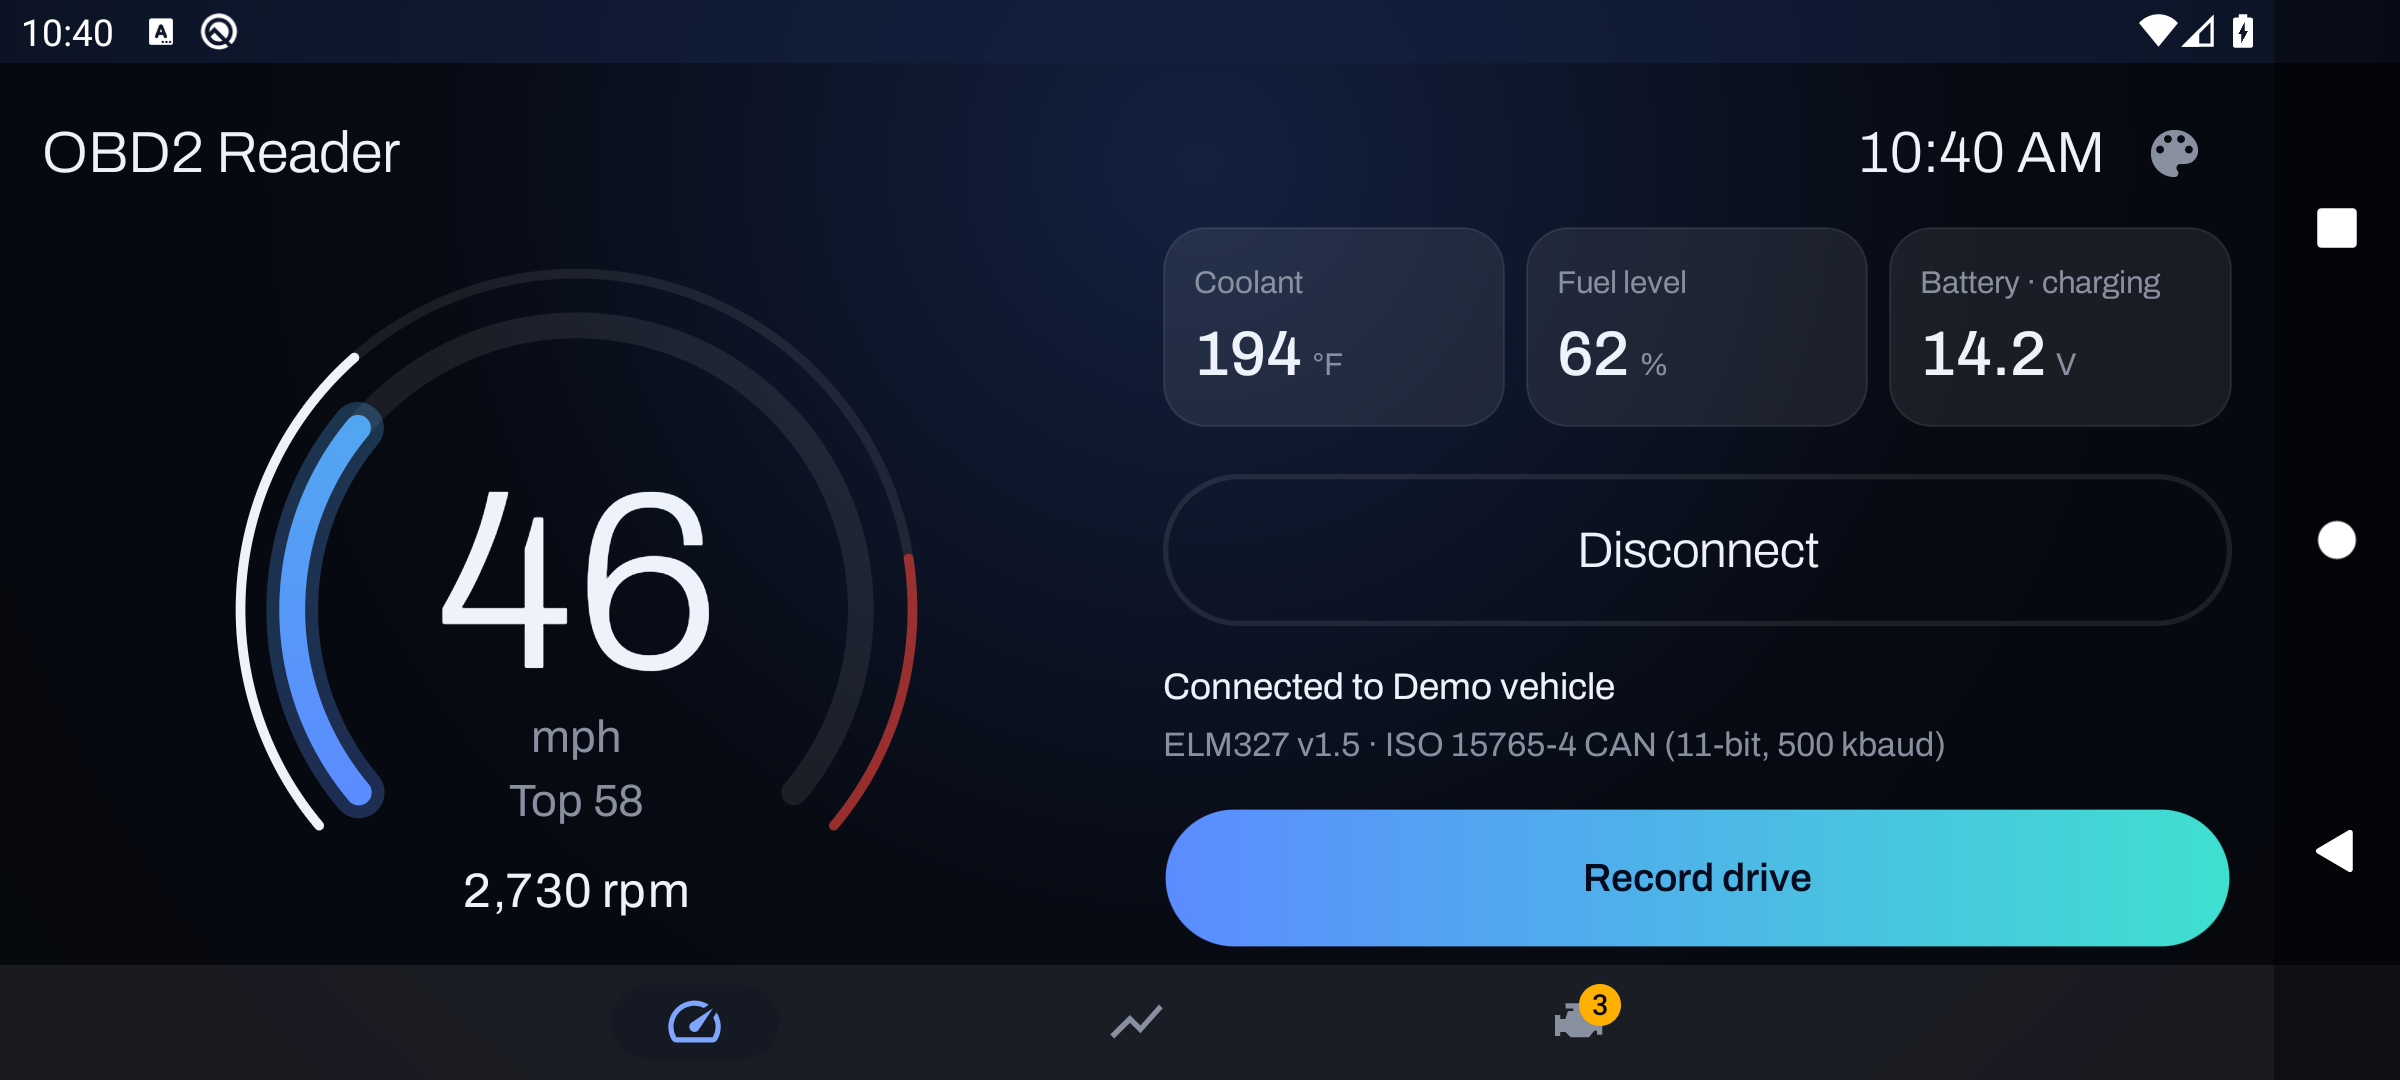 10:40
OBD2 Reader
10:40 AM
Coolant
194 °F
Fuel level
62 %
Battery · charging
14.2 V
46
mph
Top 58
2,730 rpm
Disconnect
Connected to Demo vehicle
ELM327 v1.5 · ISO 15765-4 CAN (11-bit, 500 kbaud)
Record drive
3